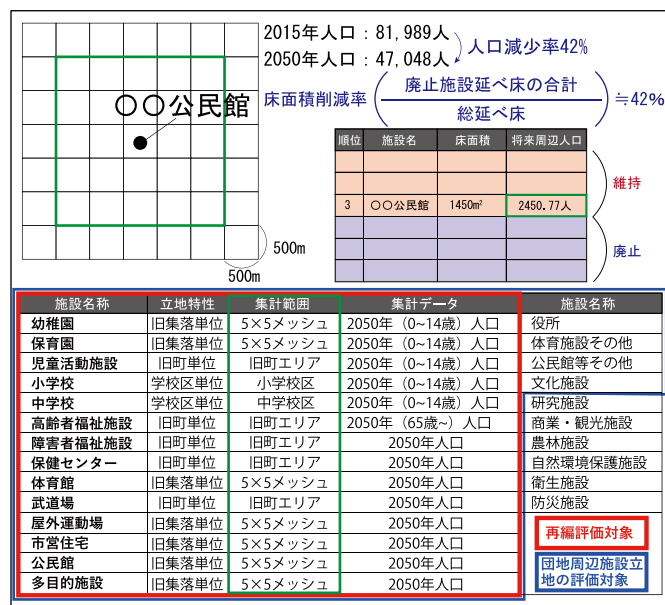 2015年人口：81,989人
2050年人口：47,048人
人口減少率42%
〇〇公民館
床面積削減率
廃止施設延べ床の合計
総延べ床
≒42%
順位 施設名 床面積 将来周辺人口
3 〇〇公民館 1450m² 2450.77人
維持
廃止
500m
500m
施設名称 立地特性 集計範囲 集計データ 施設名称
幼稚園 旧集落単位 5×5メッシュ 2050年（0~14歳）人口 役所
保育園 旧集落単位 5×5メッシュ 2050年（0~14歳）人口 体育施設その他
児童活動施設 旧町単位 旧町エリア 2050年（0~14歳）人口 公民館等その他
小学校 学校区単位 小学校区 2050年（0~14歳）人口 文化施設
中学校 学校区単位 中学校区 2050年（0~14歳）人口 研究施設
高齢者福祉施設 旧町単位 旧町エリア 2050年（65歳~）人口 商業・観光施設
障害者福祉施設 旧町単位 旧町エリア 2050年人口 農林施設
保健センター 旧町単位 旧町エリア 2050年人口 自然環境保護施設
体育館 旧集落単位 5×5メッシュ 2050年人口 衛生施設
武道場 旧町単位 旧町エリア 2050年人口 防災施設
屋外運動場 旧集落単位 5×5メッシュ 2050年人口
市営住宅 旧集落単位 5×5メッシュ 2050年人口
公民館 旧集落単位 5×5メッシュ 2050年人口
多目的施設 旧集落単位 5×5メッシュ 2050年人口
再編評価対象
団地周辺施設立
地の評価対象